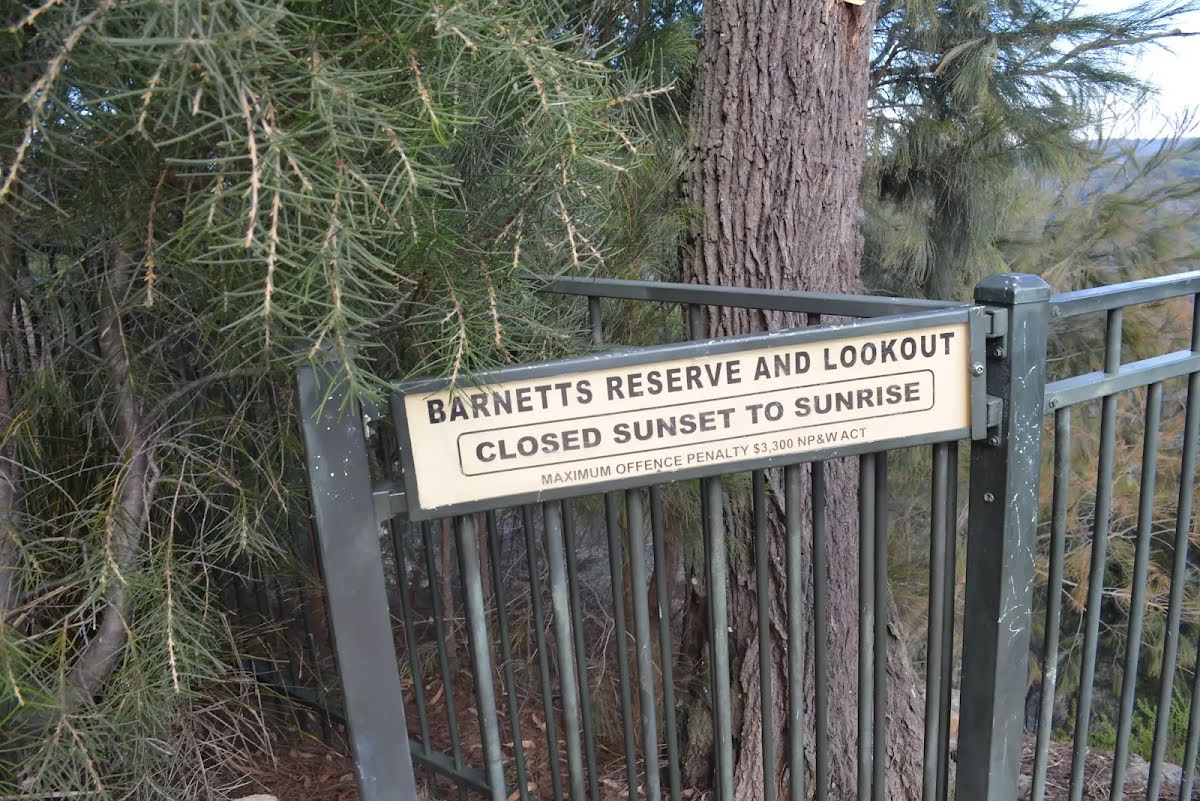 BARNETTS RESERVE AND LOOKOUT
CLOSED SUNSET TO SUNRISE
MAXIMUM OFFENCE PENALTY $3,300 NP&W ACT